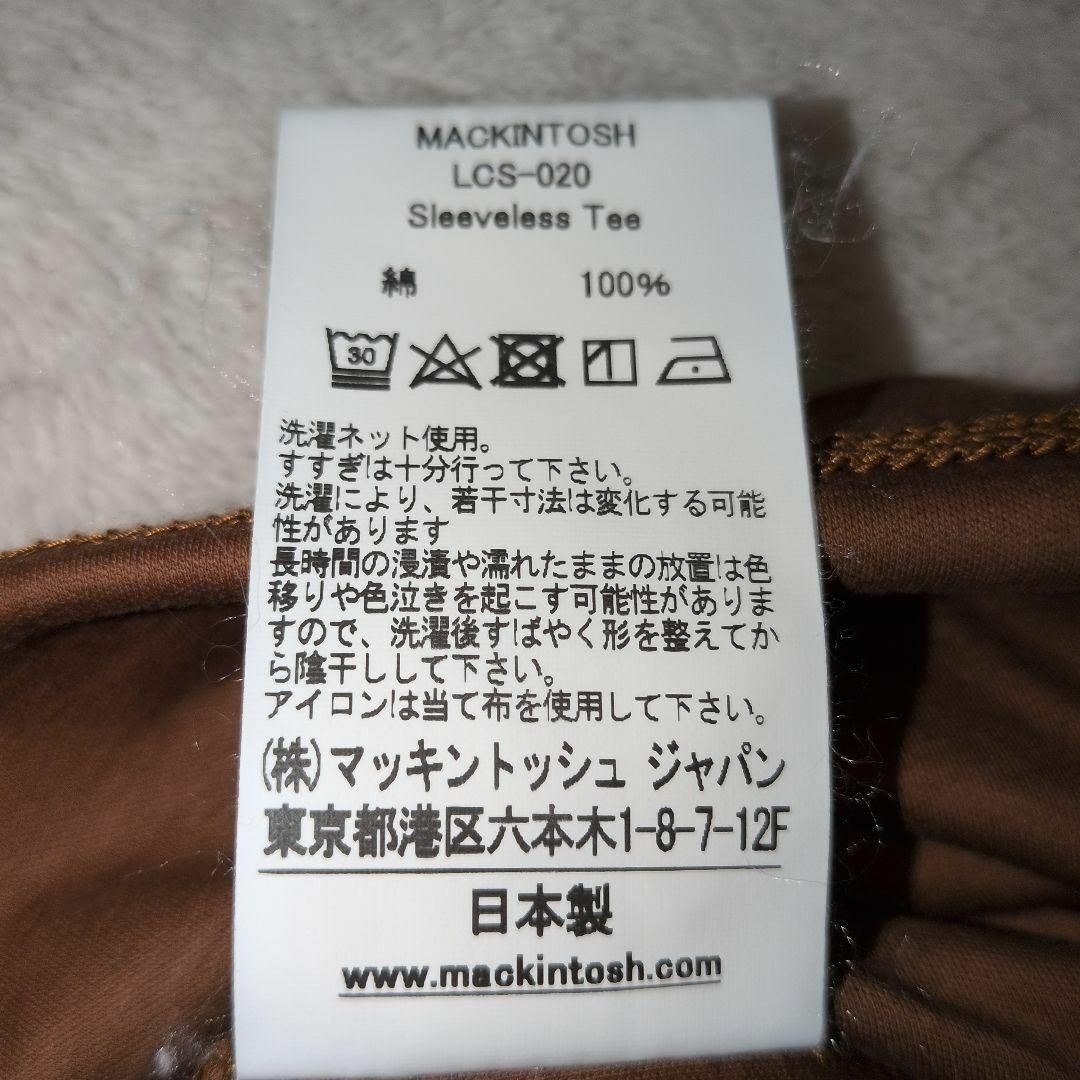 MACKINTOSH
LCS-020
Sleeveless Tee
綿 100%
30
洗濯ネット使用。
すすぎは十分行って下さい。
洗濯により、若干寸法は変化する可能
性があります
長時間の浸漬や濡れたままの放置は色
移りや色泣きを起こす可能性がありま
すので、洗濯後すばやく形を整えてか
ら陰干しして下さい。
アイロンは当て布を使用して下さい。
(株)マッキントッシュ ジャパン
東京都港区六本木1-8-7-12F
日本製
www.mackintosh.com